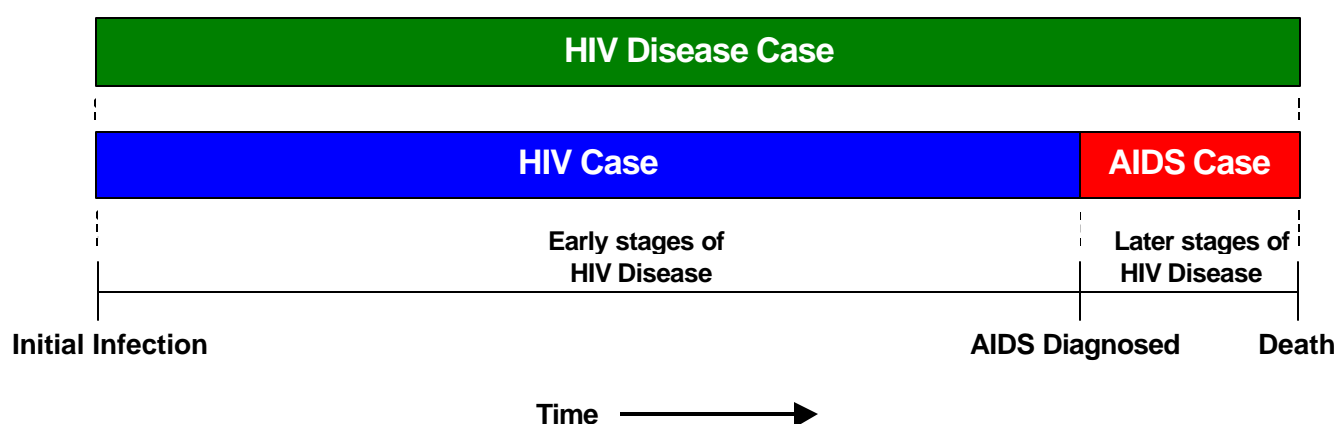 HIV Disease Case
HIV Case
AIDS Case
Early stages of
HIV Disease
Later stages of
HIV Disease
Initial Infection
AIDS Diagnosed
Death
Time